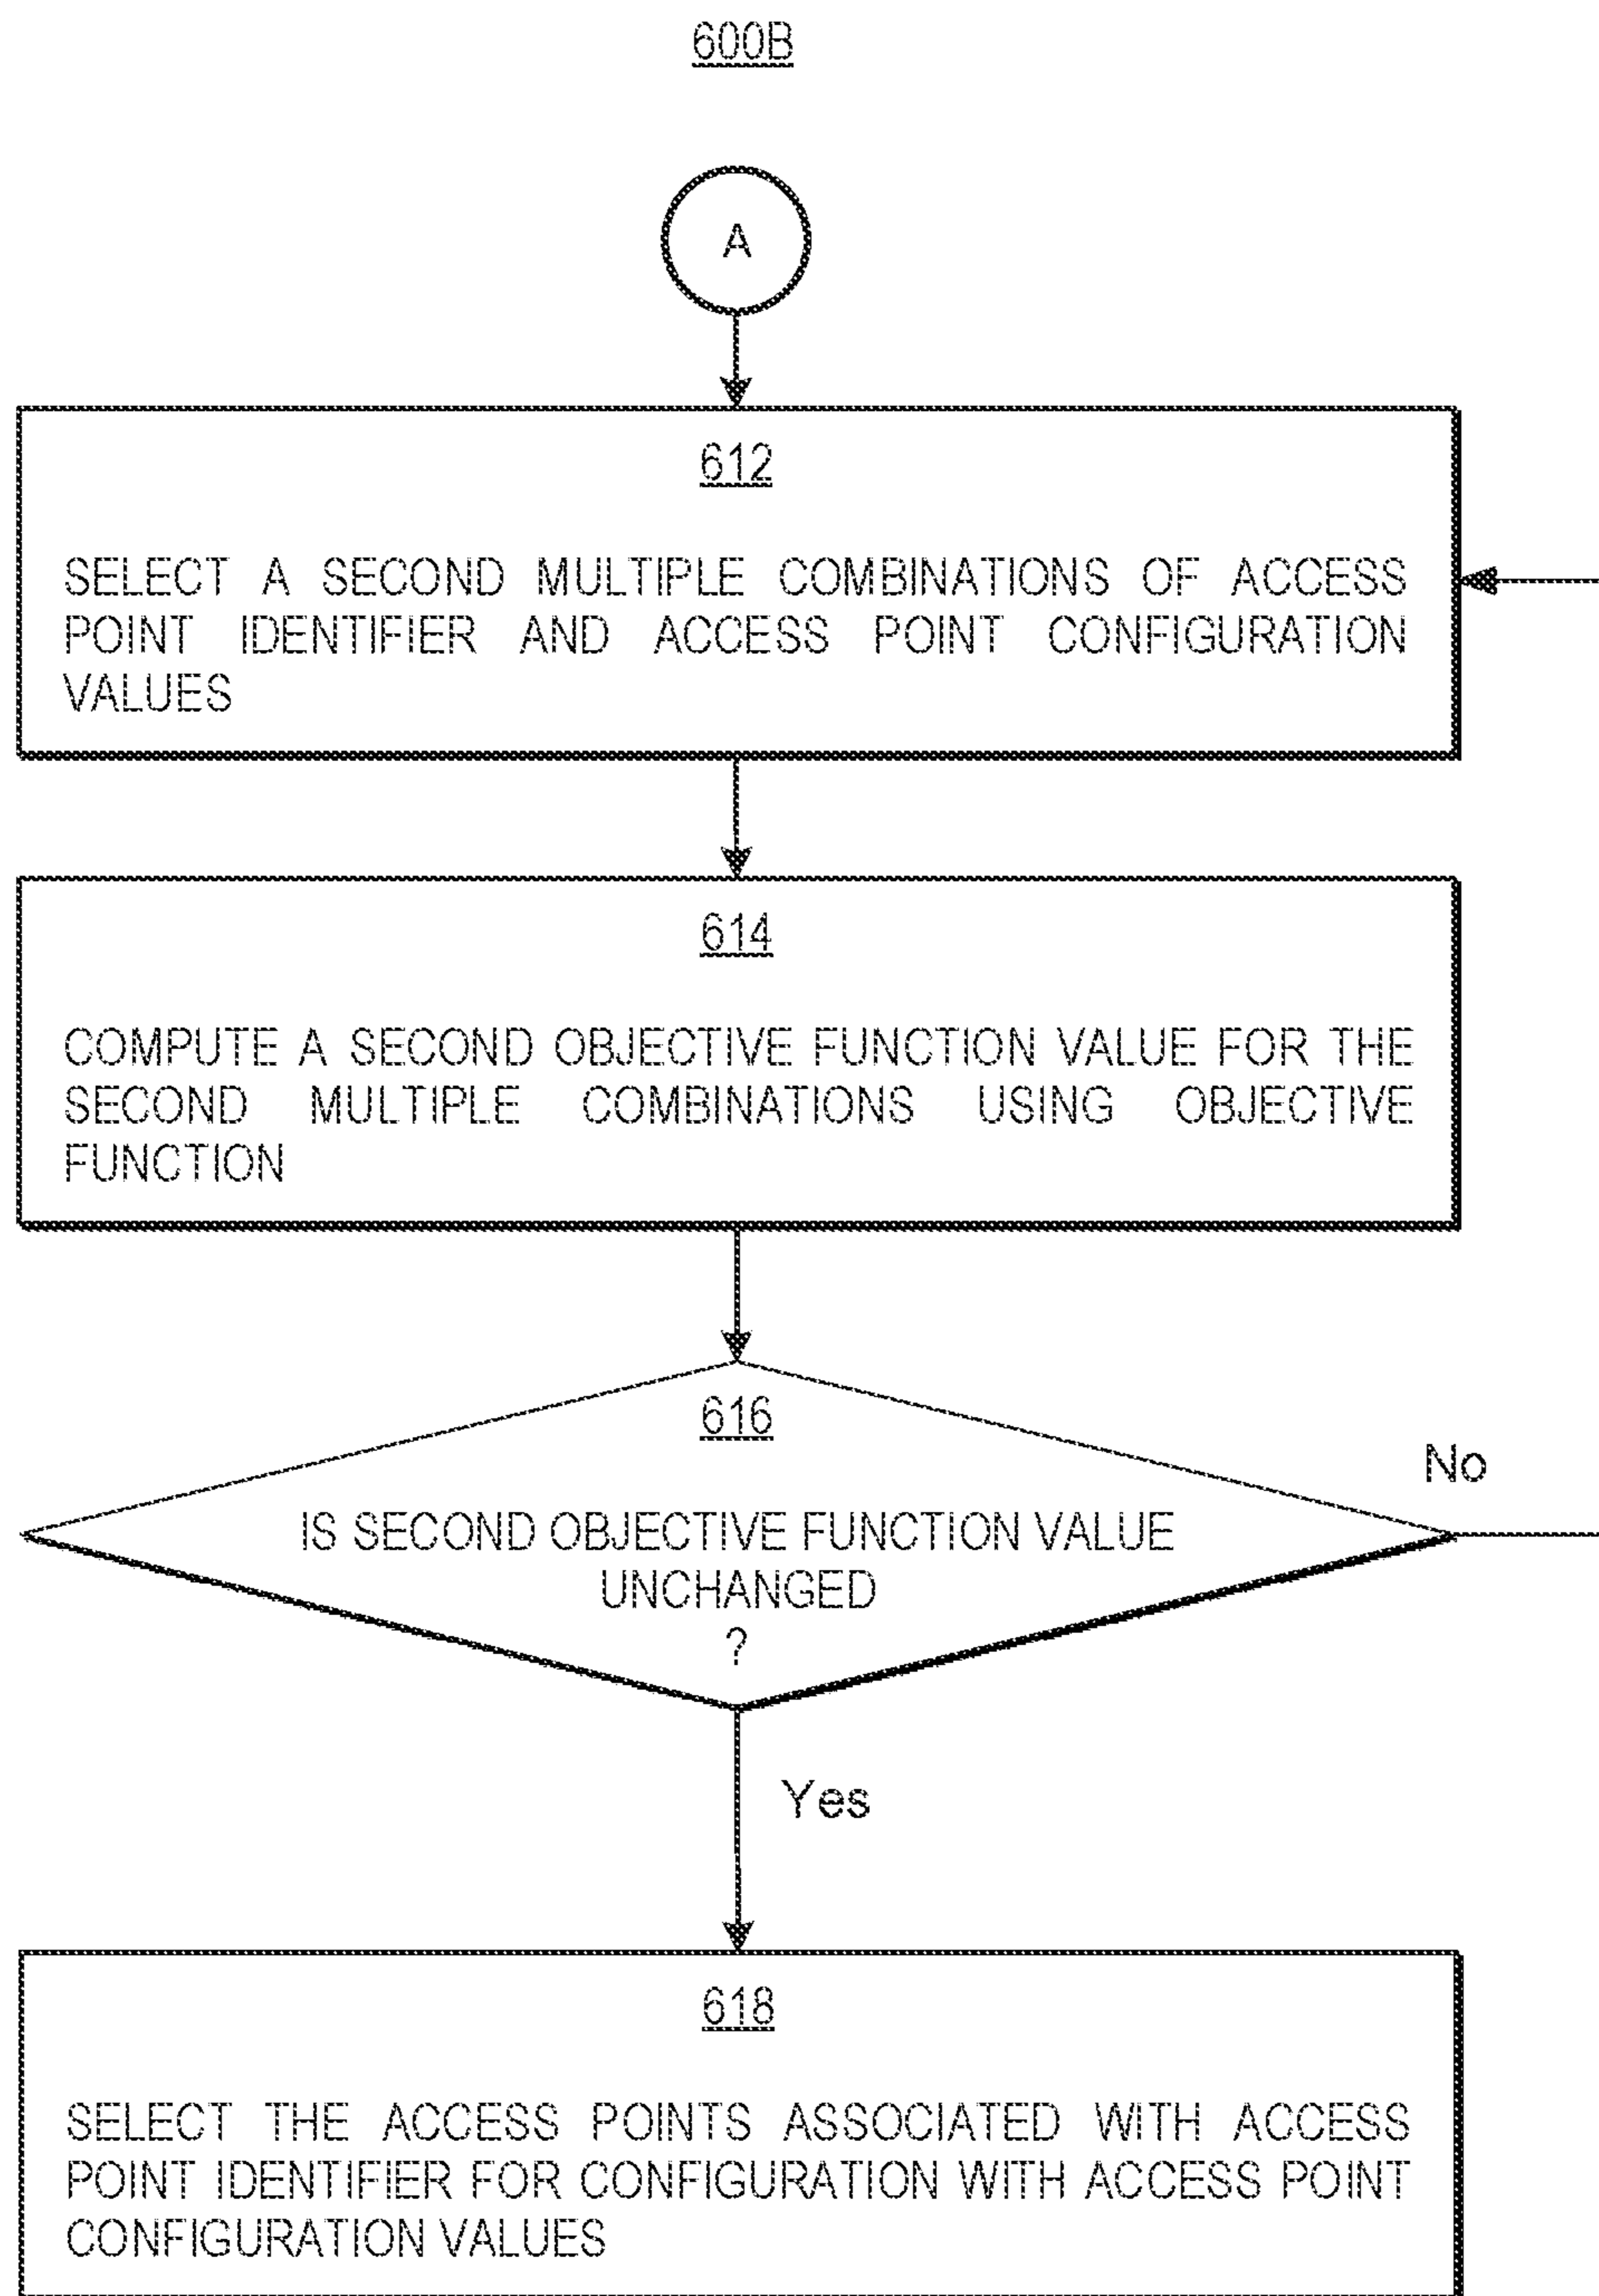 600B
A
612
SELECT A SECOND MULTIPLE COMBINATIONS OF ACCESS
POINT IDENTIFIER AND ACCESS POINT CONFIGURATION
VALUES
614
COMPUTE A SECOND OBJECTIVE FUNCTION VALUE FOR THE
SECOND MULTIPLE COMBINATIONS USING OBJECTIVE
FUNCTION
616
No
IS SECOND OBJECTIVE FUNCTION VALUE
UNCHANGED
?
Yes
618
SELECT THE ACCESS POINTS ASSOCIATED WITH ACCESS
POINT IDENTIFIER FOR CONFIGURATION WITH ACCESS POINT
CONFIGURATION VALUES